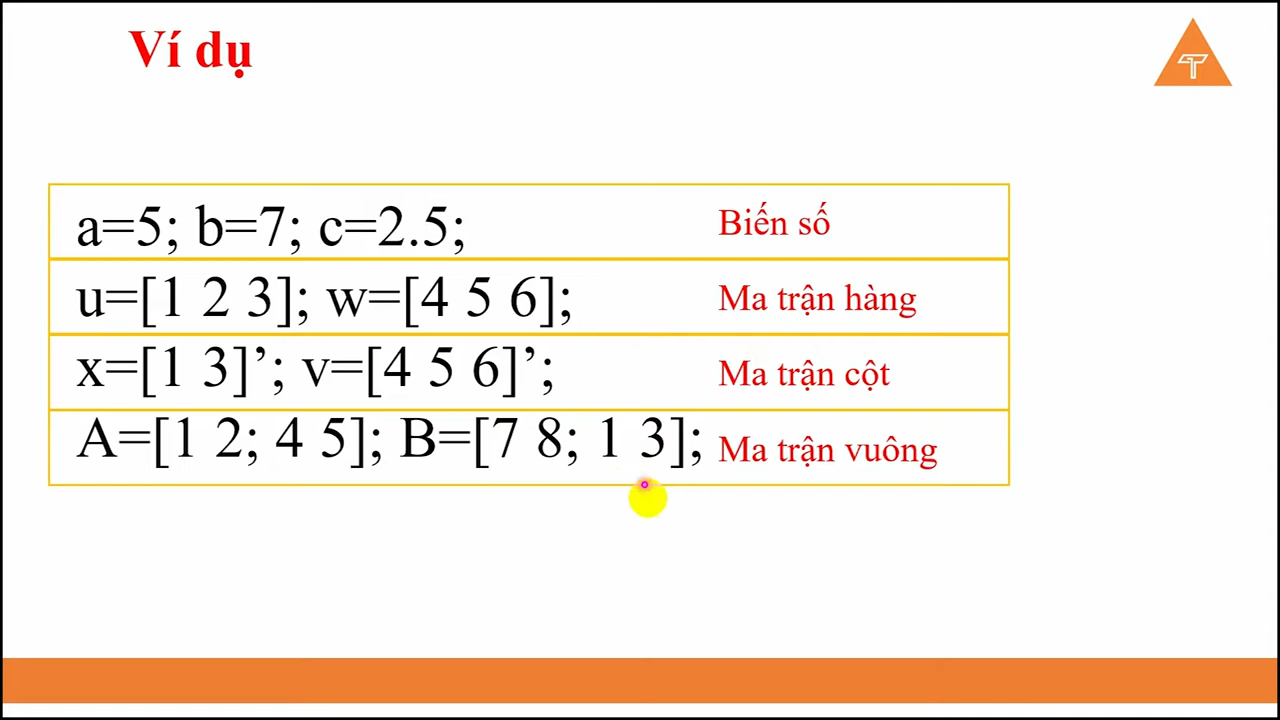 Ví dụ
a=5; b=7; c=2.5; Biến số
u=[1 2 3]; w=[4 5 6]; Ma trận hàng
x=[1 3]’; v=[4 5 6]’; Ma trận cột
A=[1 2; 4 5]; B=[7 8; 1 3]; Ma trận vuông